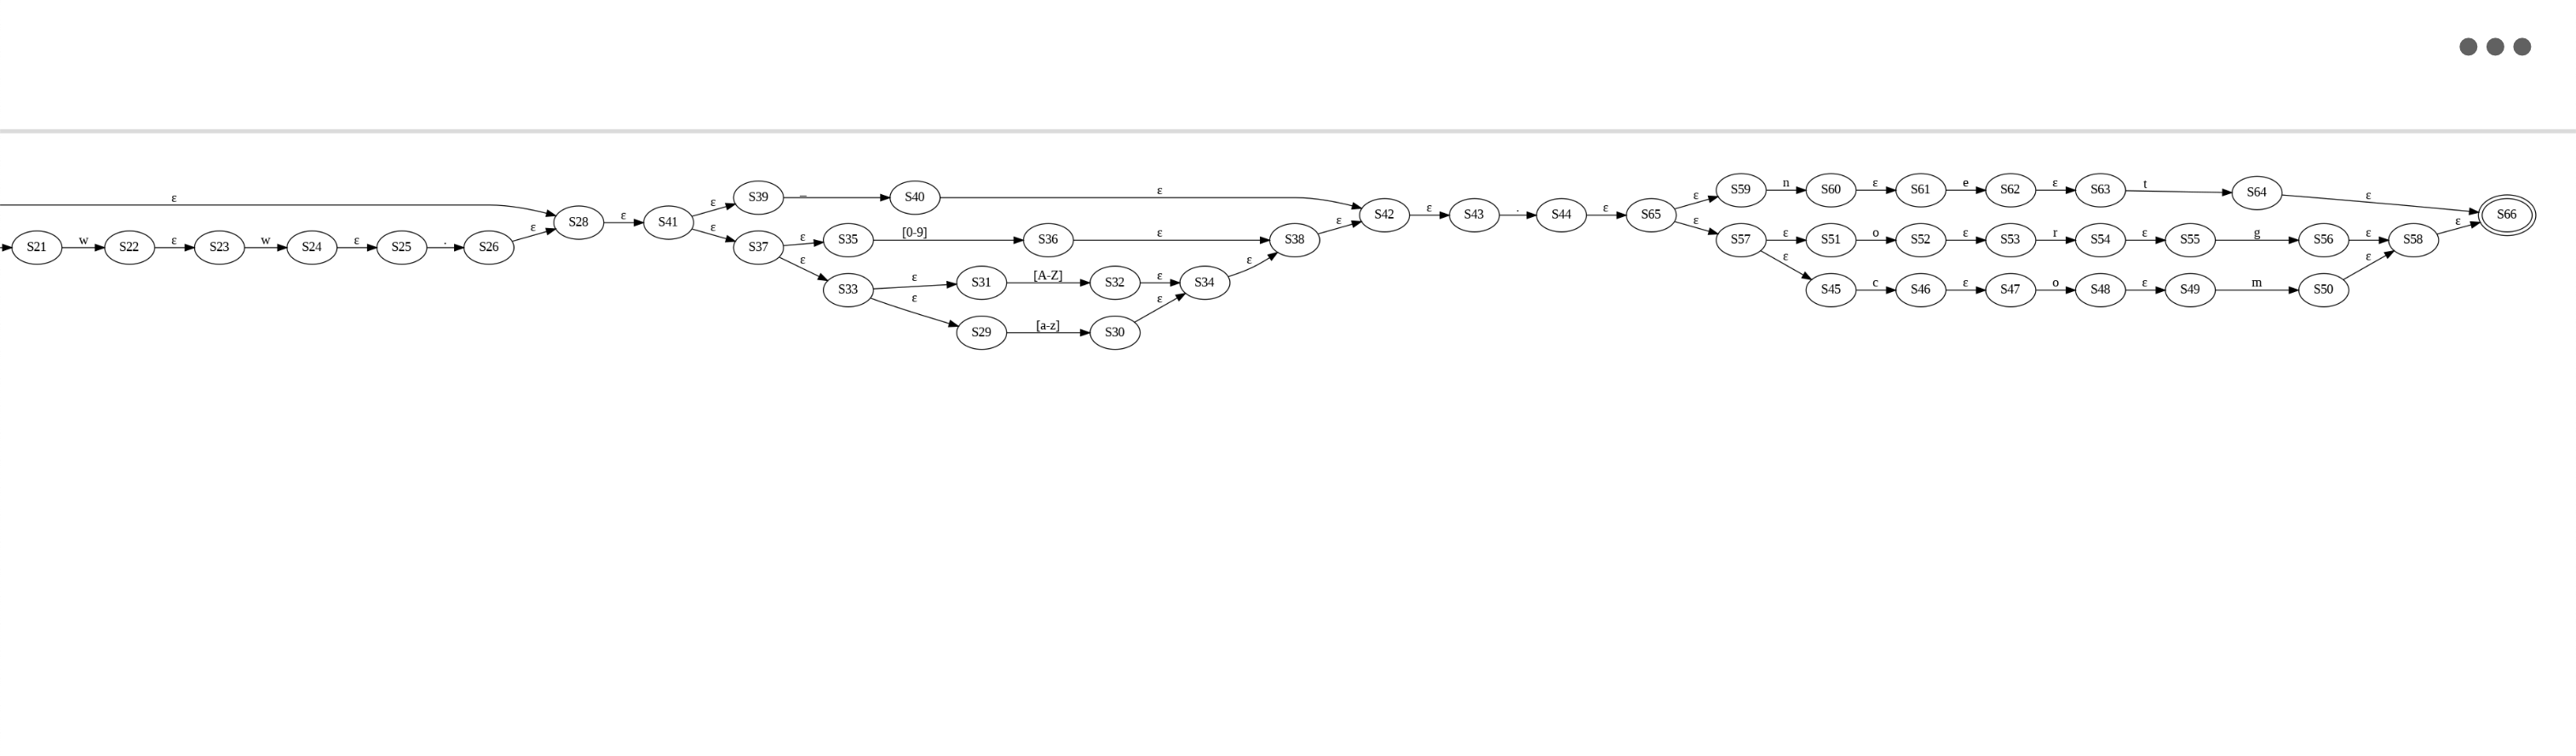 ε
S21 w S22 ε S23 w S24 ε S25 . S26 ε S28 ε S41
ε S39 _ S40 ε
ε S37 ε S35 [0-9] S36 ε S38 ε S42 ε S43 . S44 ε S65
ε S33 ε S31 [A-Z] S32 ε S34 ε
ε S29 [a-z] S30 ε
ε S59 n S60 ε S61 e S62 ε S63 t S64 ε S66
ε S57 ε S51 o S52 ε S53 r S54 ε S55 g S56 ε S58 ε
ε S45 c S46 ε S47 o S48 ε S49 m S50 ε